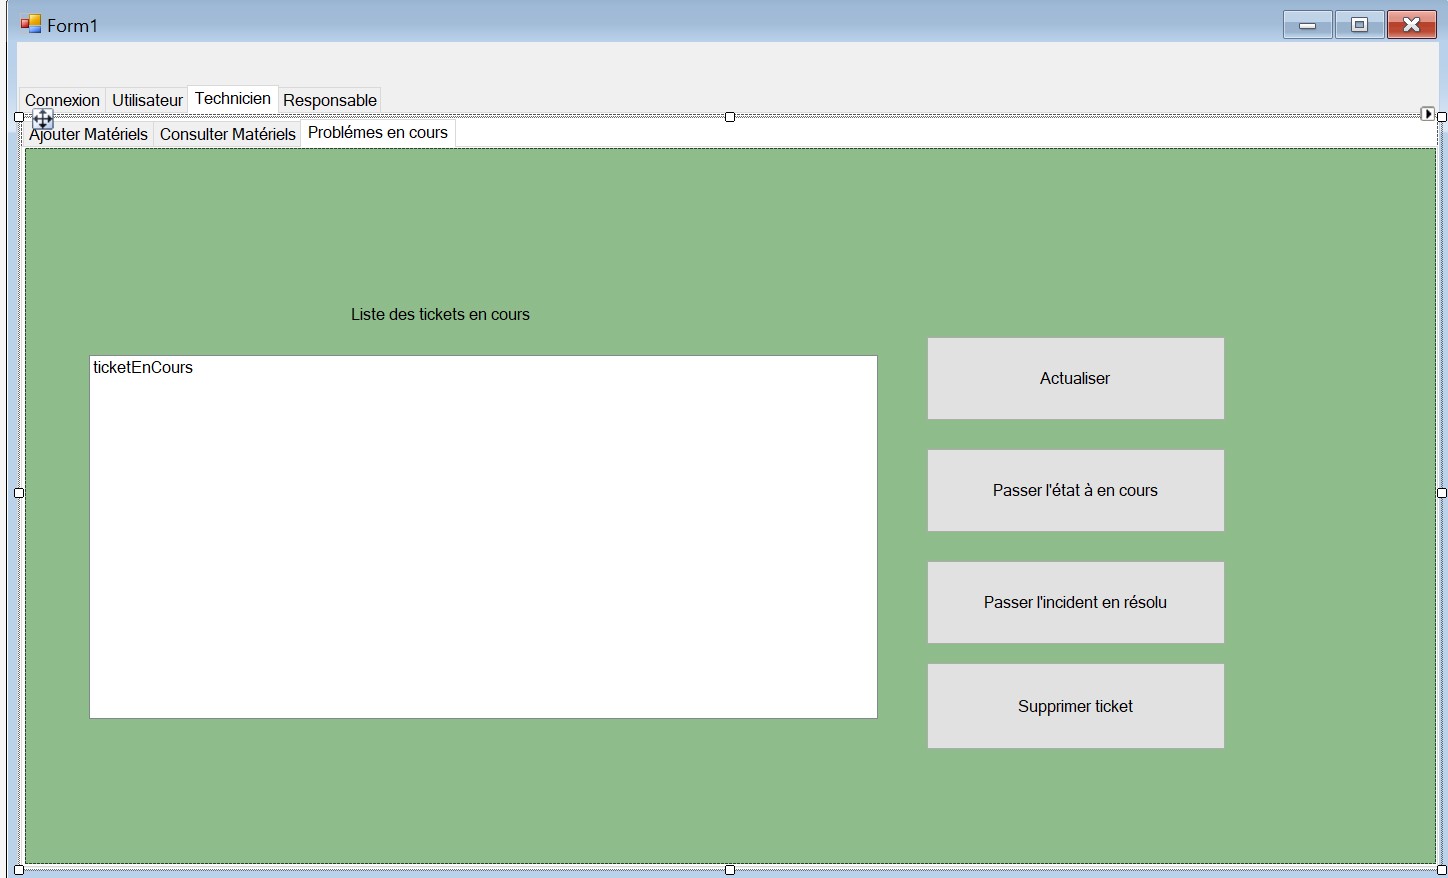 Form1
Connexion Utilisateur Technicien Responsable
Ajouter Matériels Consulter Matériels Problémes en cours
Liste des tickets en cours
ticketEnCours
Actualiser
Passer l'état à en cours
Passer l'incident en résolu
Supprimer ticket